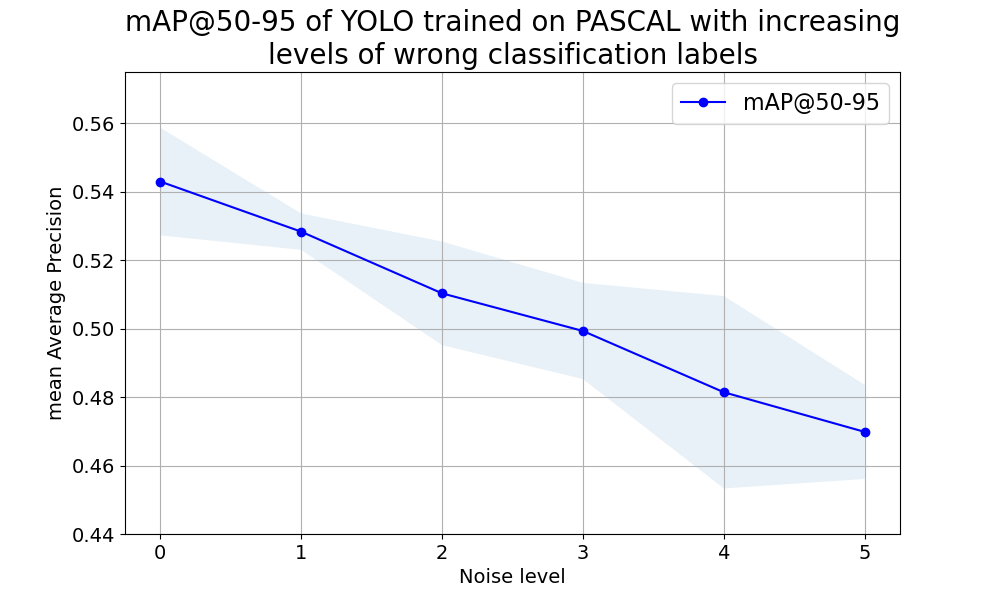 mAP@50-95 of YOLO trained on PASCAL with increasing
levels of wrong classification labels
mAP@50-95
mean Average Precision
0.56
0.54
0.52
0.50
0.48
0.46
0.44
0 1 2 3 4 5
Noise level